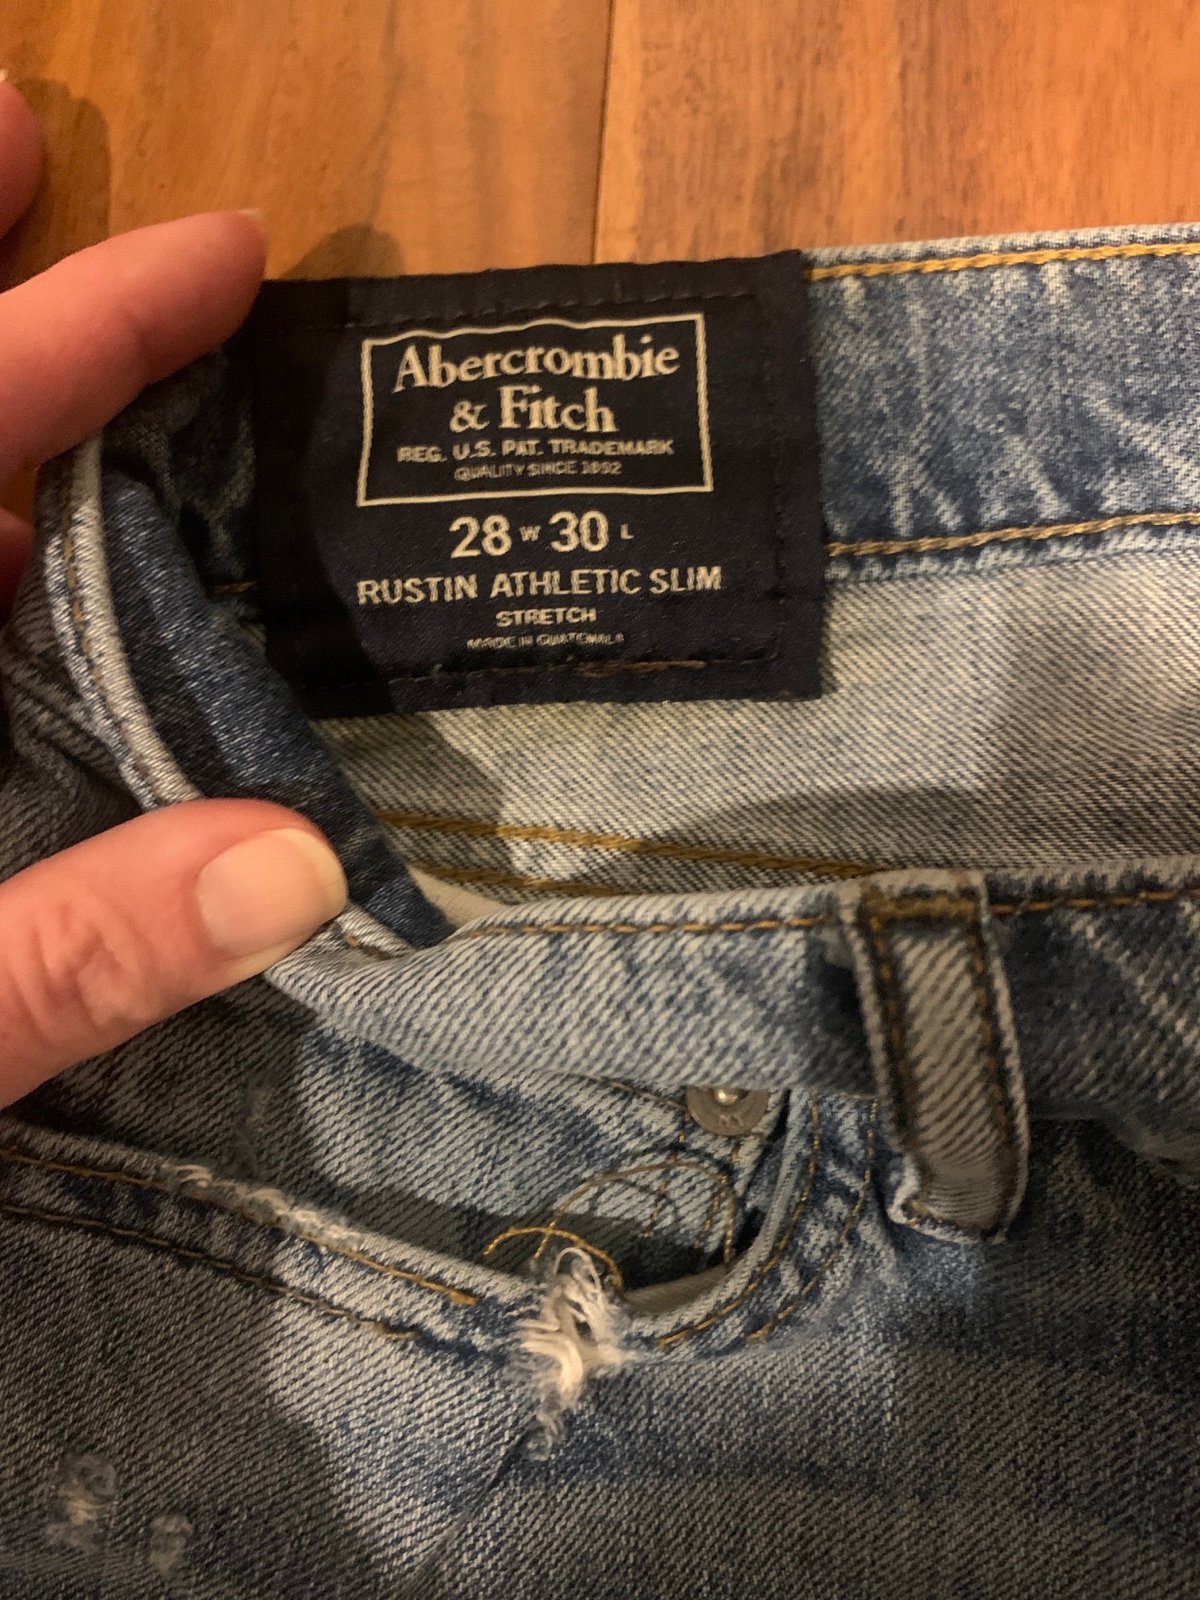 Abercrombie
& Fitch
REG. U.S. PAT. TRADEMARK
QUALITY SINCE 1892
28 W 30 L
RUSTIN ATHLETIC SLIM
STRETCH
MADE IN GUATEMALA